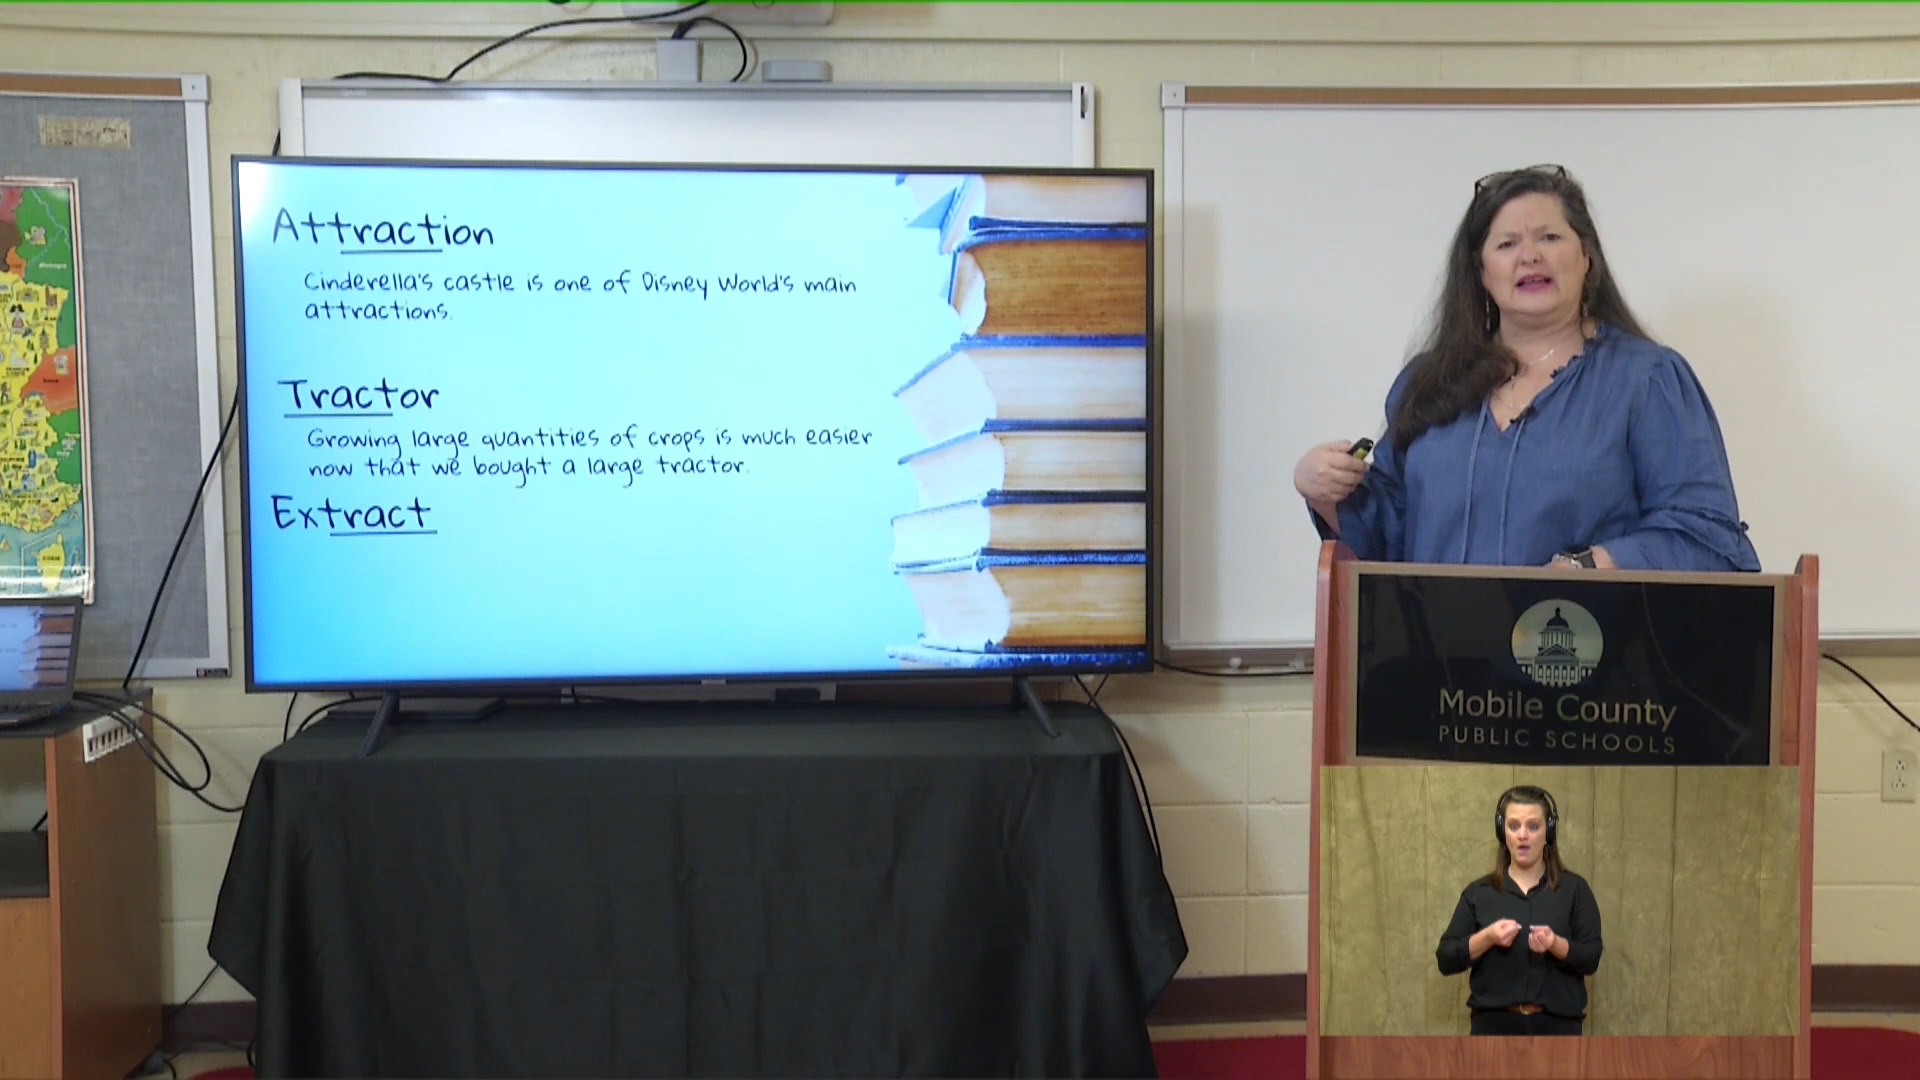 Attraction
Cinderella's castle is one of Disney World's main
attractions.
Tractor
Growing large quantities of crops is much easier
now that we bought a large tractor.
Extract
Mobile County
PUBLIC SCHOOLS